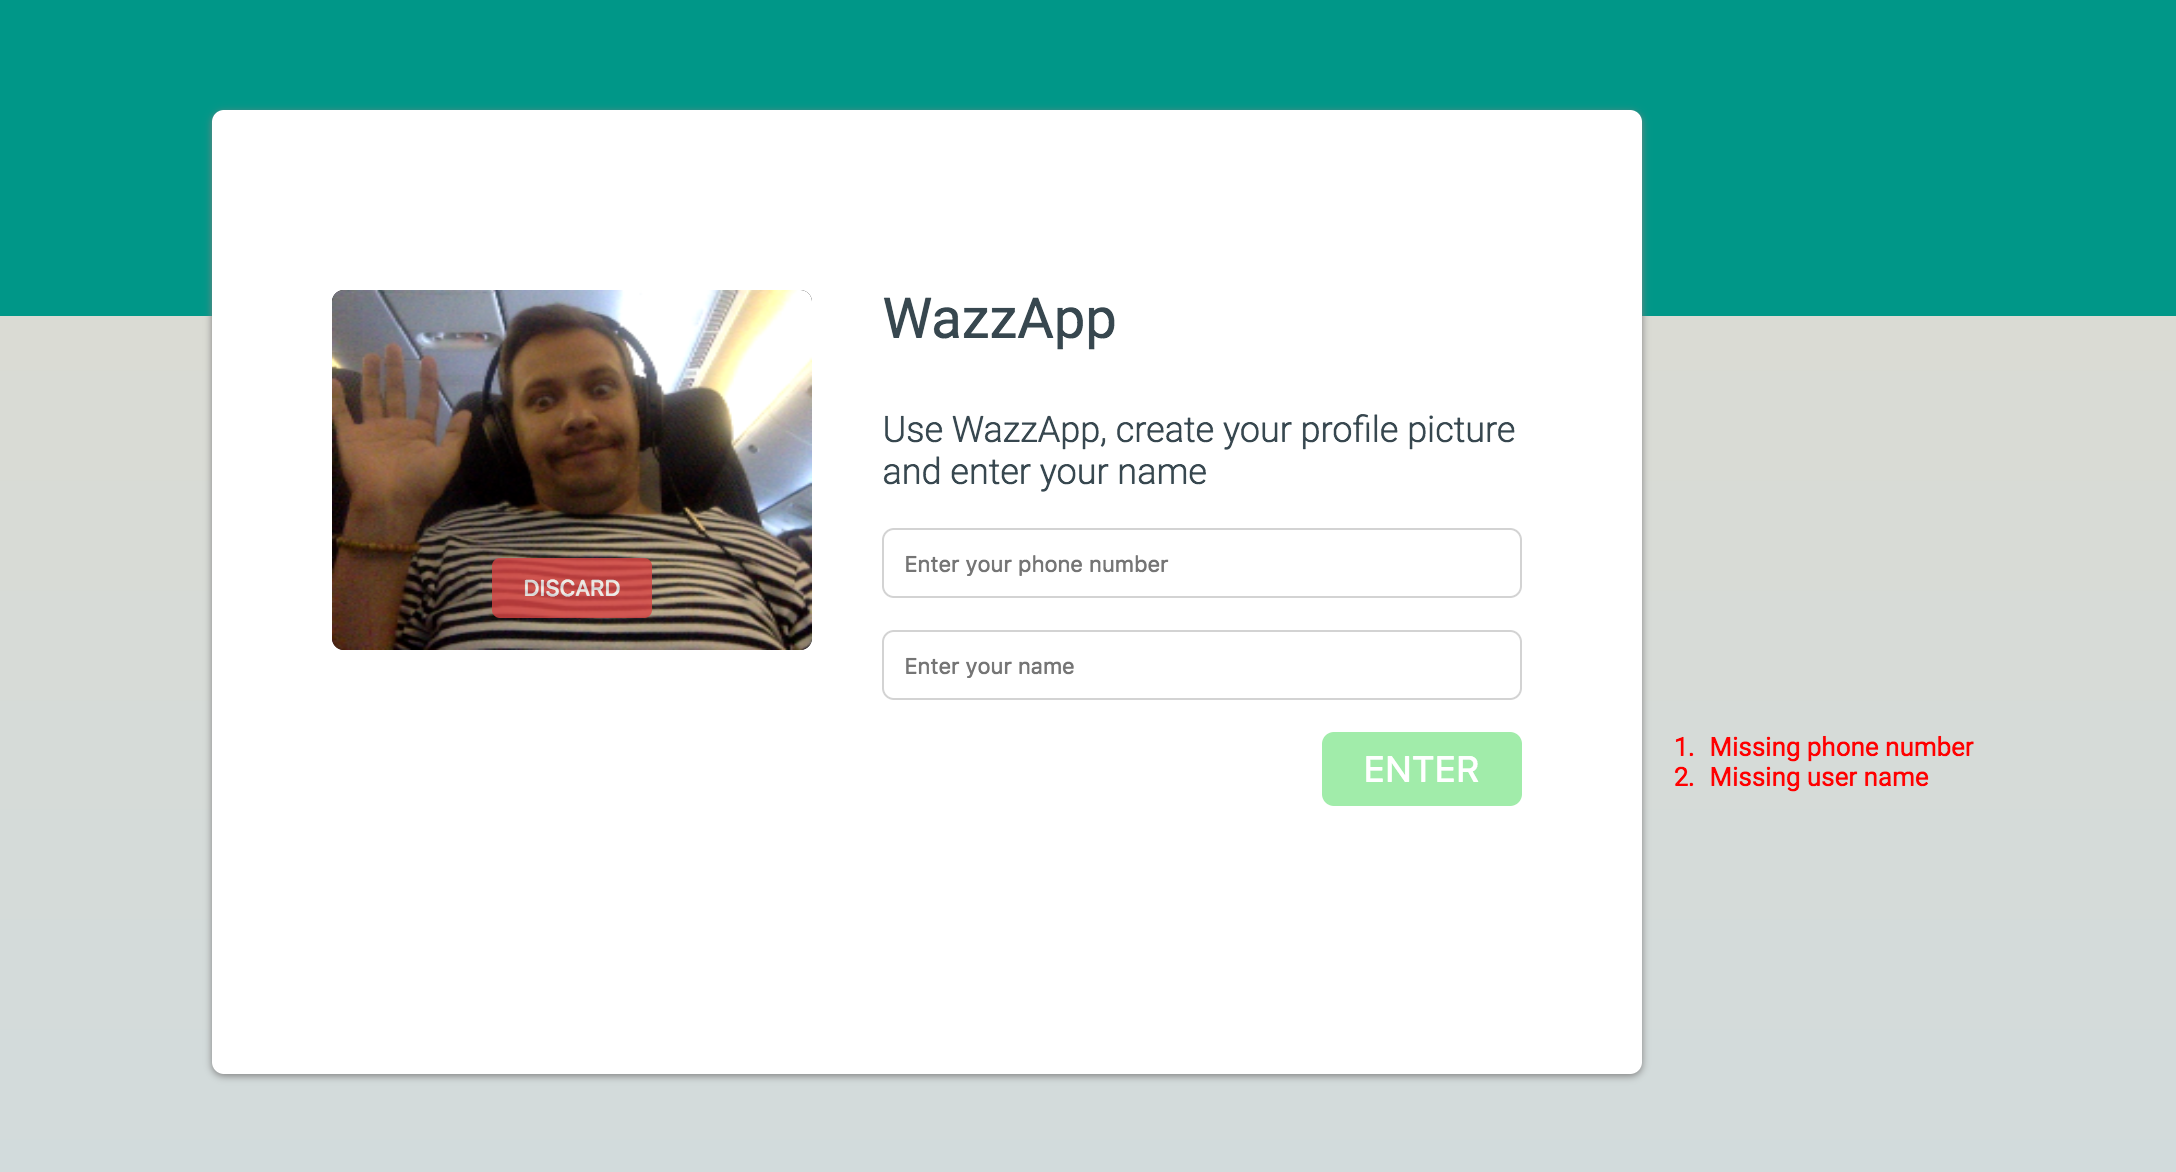 WazzApp
Use WazzApp, create your profile picture
and enter your name
Enter your phone number
DISCARD
Enter your name
ENTER
1. Missing phone number
2. Missing user name